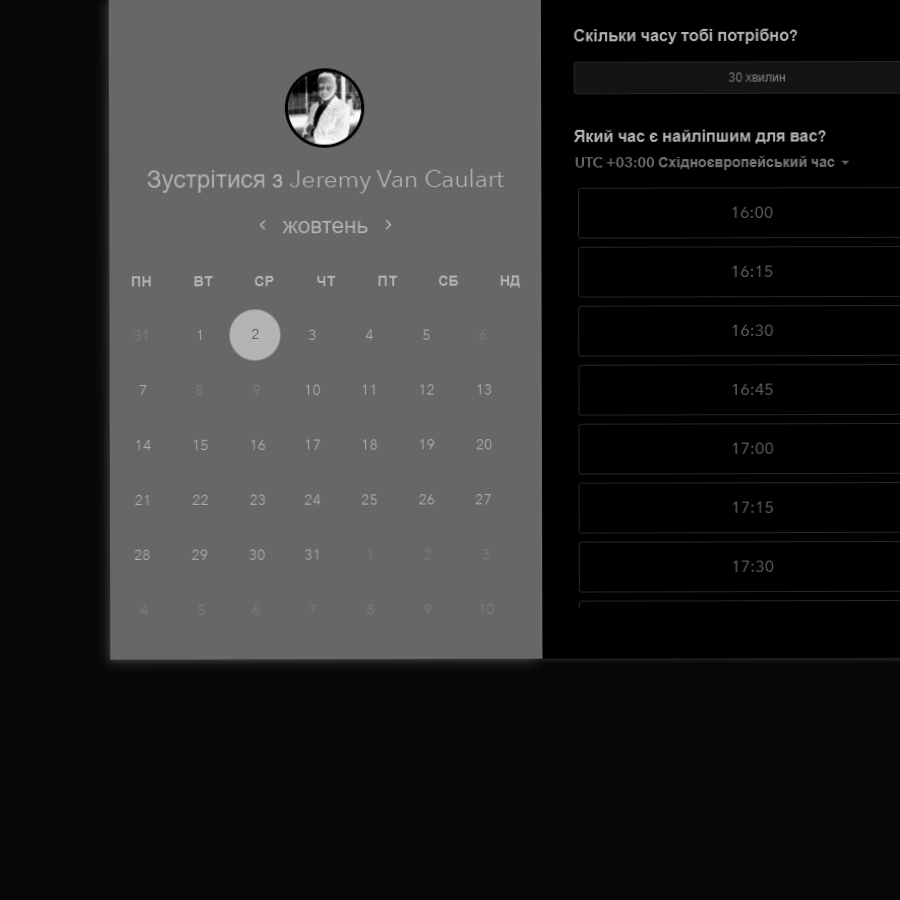 Зустрітися з Jeremy Van Caulart
жовтень
ПН ВТ СР ЧТ ПТ СБ НД
31 1 2 3 4 5 6
7 8 9 10 11 12 13
14 15 16 17 18 19 20
21 22 23 24 25 26 27
28 29 30 31 1 2 3
4 5 6 7 8 9 10
Скільки часу тобі потрібно?
30 хвилин
Який час є найліпшим для вас?
UTC +03:00 Східноєвропейський час
16:00
16:15
16:30
16:45
17:00
17:15
17:30